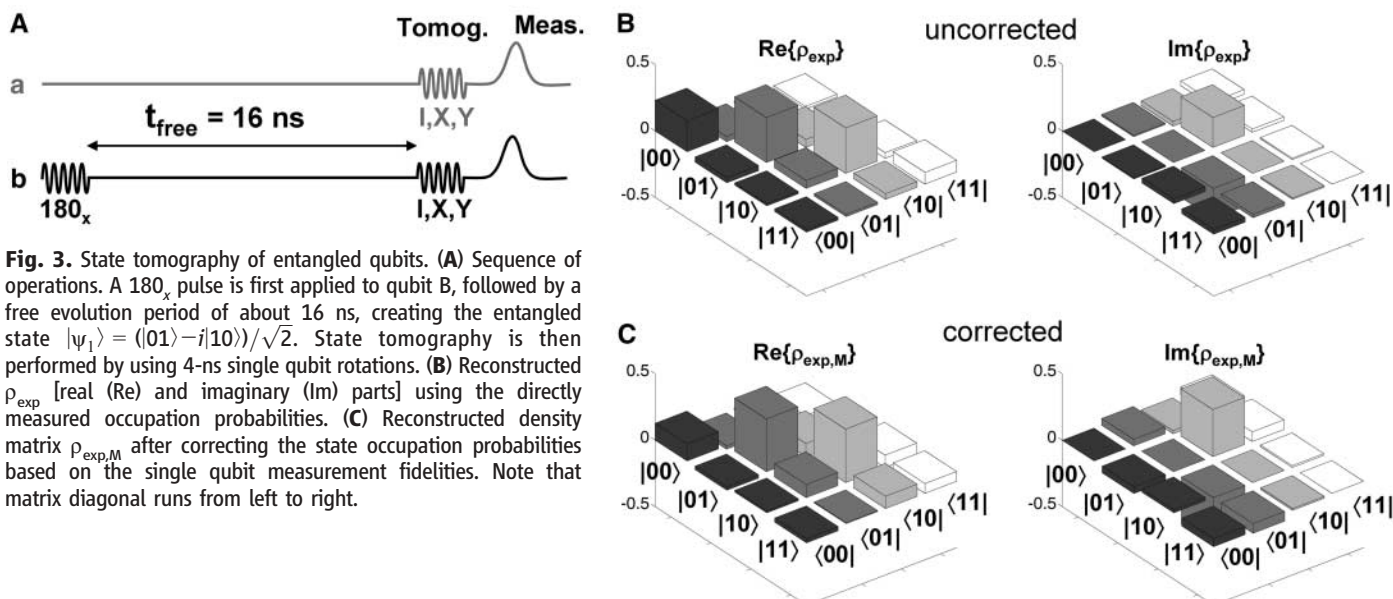 A
Tomog. Meas.
a
I,X,Y
t_free = 16 ns
b
180_x
I,X,Y
Fig. 3. State tomography of entangled qubits. (A) Sequence of
operations. A 180_x pulse is first applied to qubit B, followed by a
free evolution period of about 16 ns, creating the entangled
state |ψ_1⟩ = (|01⟩−i|10⟩)/√2. State tomography is then
performed by using 4-ns single qubit rotations. (B) Reconstructed
ρ_exp [real (Re) and imaginary (Im) parts] using the directly
measured occupation probabilities. (C) Reconstructed density
matrix ρ_exp,M after correcting the state occupation probabilities
based on the single qubit measurement fidelities. Note that
matrix diagonal runs from left to right.
B
uncorrected
Re{ρ_exp}
0.5
0
-0.5
|00⟩
|01⟩
|10⟩
|11⟩
⟨00|
⟨01|
⟨10|
⟨11|
Im{ρ_exp}
0.5
0
-0.5
|00⟩
|01⟩
|10⟩
|11⟩
⟨00|
⟨01|
⟨10|
⟨11|
C
corrected
Re{ρ_exp,M}
0.5
0
-0.5
|00⟩
|01⟩
|10⟩
|11⟩
⟨00|
⟨01|
⟨10|
⟨11|
Im{ρ_exp,M}
0.5
0
-0.5
|00⟩
|01⟩
|10⟩
|11⟩
⟨00|
⟨01|
⟨10|
⟨11|